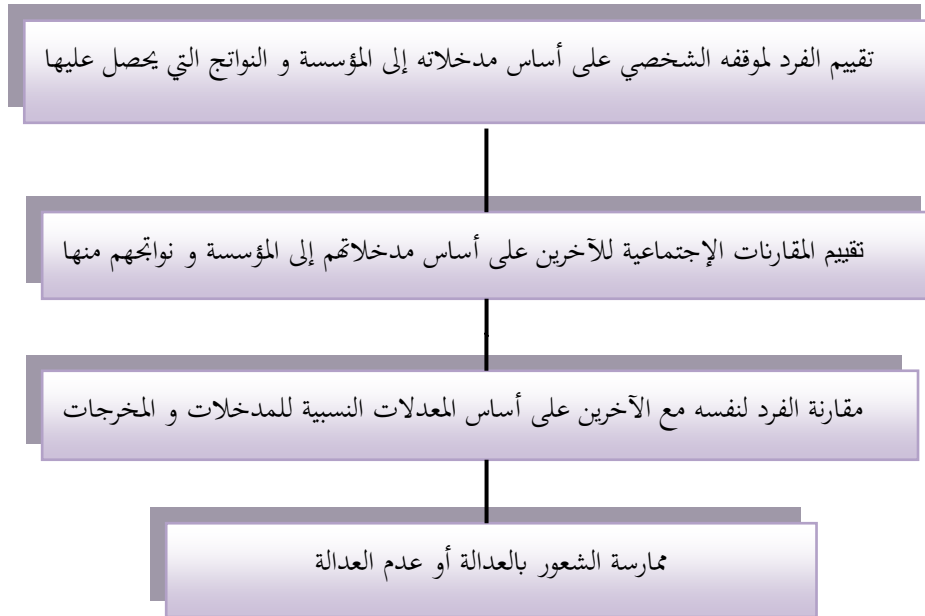 تقييم الفرد لموقفه الشخصي على أساس مدخلاته إلى المؤسسة و النواتج التي يحصل عليها
تقييم المقارنات الإجتماعية للآخرين على أساس مدخلاتهم إلى المؤسسة و نواتجهم منها
مقارنة الفرد لنفسه مع الآخرين على أساس المعدلات النسبية للمدخلات و المخرجات
ممارسة الشعور بالعدالة أو عدم العدالة